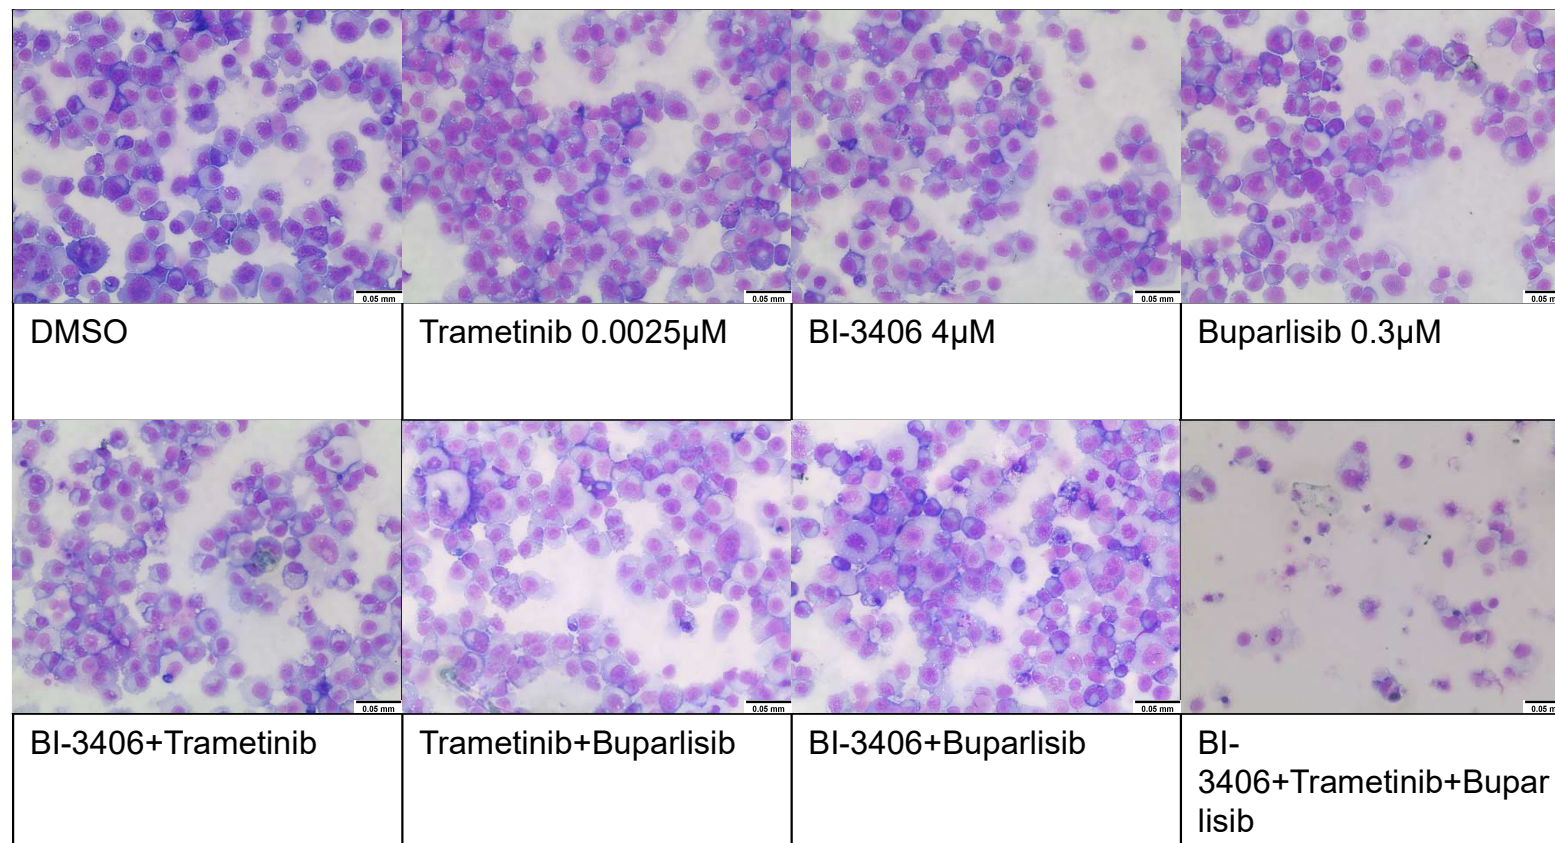 0.05 mm
0.05 mm
0.05 mm
0.05 m
DMSO
Trametinib 0.0025µM
BI-3406 4µM
Buparlisib 0.3µM
0.05 mm
0.05 mm
0.05 mm
0.05 m
BI-3406+Trametinib
Trametinib+Buparlisib
BI-3406+Buparlisib
BI-
3406+Trametinib+Bupar
lisib